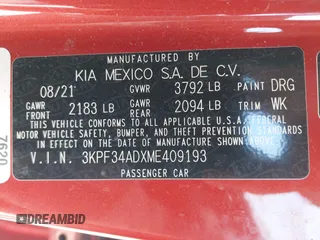 MANUFACTURED BY
KIA MEXICO S.A. DE C.V.
08/21 GVWR 3792 LB PAINT DRG
GAWR FRONT 2183 LB GAWR REAR 2094 LB TRIM WK
THIS VEHICLE CONFORMS TO ALL APPLICABLE U.S. FEDERAL
MOTOR VEHICLE SAFETY, BUMPER, AND THEFT PREVENTION
STANDARDS IN EFFECT ON THE DATE OF MANUFACTURE SHOWN ABOVE.
V.I.N. 3KPF34ADXME409193
PASSENGER CAR
7620
AUTOBIDMASTER